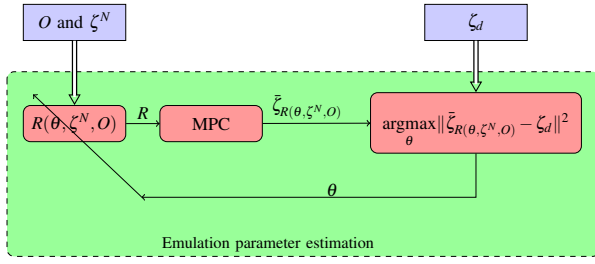 O and ζ^N
ζ_d
R(θ, ζ^N, O)
R
MPC
ζ̄_{R(θ,ζ^N,O)}
argmax_θ ‖ζ̄_{R(θ,ζ^N,O)} − ζ_d‖²
θ
Emulation parameter estimation